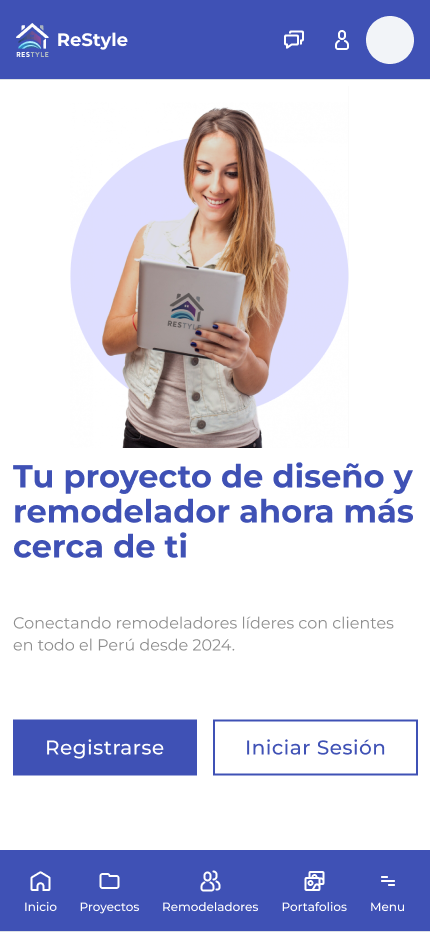 RESTYLE
ReStyle
RESTYLE
Tu proyecto de diseño y
remodelador ahora más
cerca de ti
Conectando remodeladores líderes con clientes
en todo el Perú desde 2024.
Registrarse
Iniciar Sesión
Inicio
Proyectos
Remodeladores
Portafolios
Menu